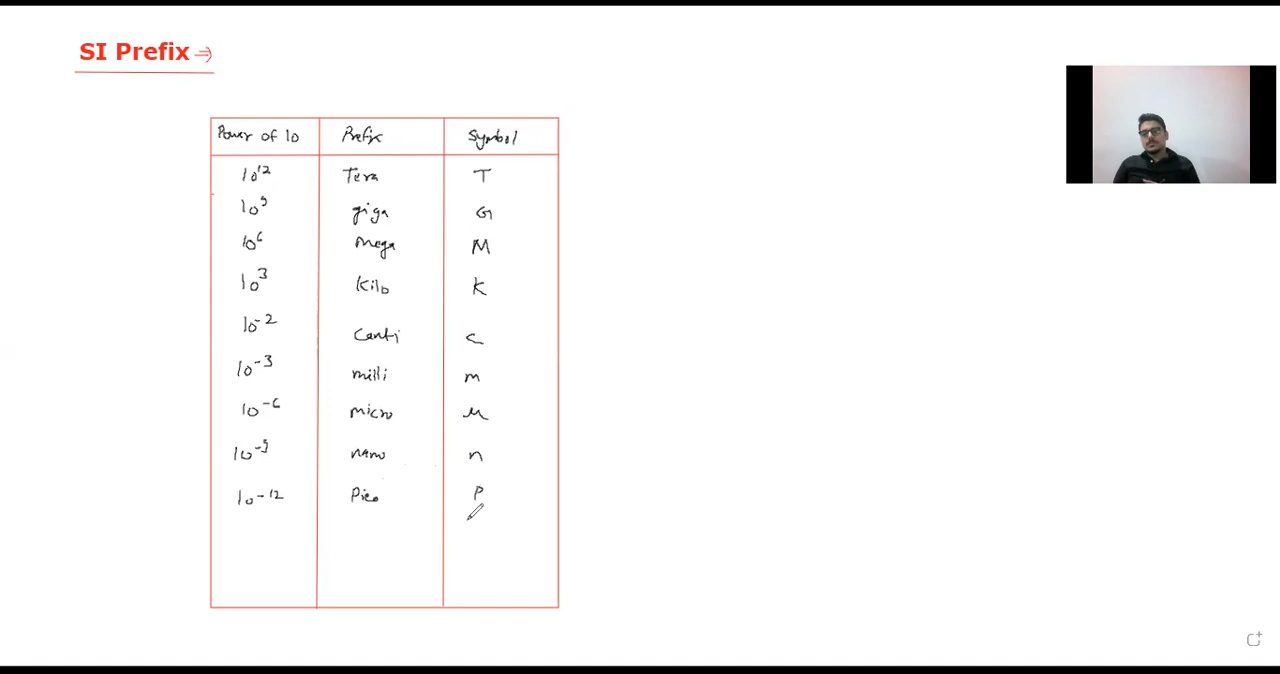 SI Prefix ⇒
Power of 10 Prefix Symbol
10¹² Tera T
10⁹ giga G
10⁶ Mega M
10³ Kilo K
10⁻² Centi c
10⁻³ milli m
10⁻⁶ micro μ
10⁻⁹ nano n
10⁻¹² Pico P